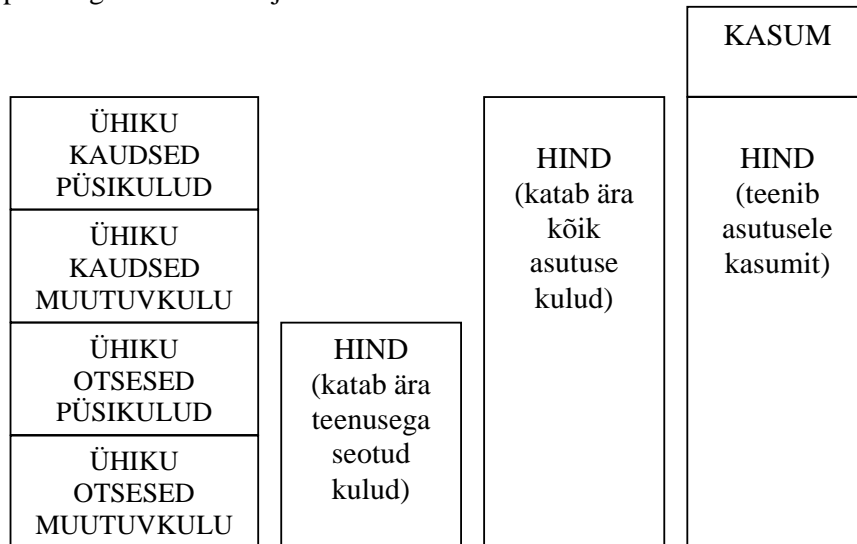 KASUM
ÜHIKU
KAUDSED
PÜSIKULUD
ÜHIKU
KAUDSED
MUUTUVKULU
ÜHIKU
OTSESED
PÜSIKULUD
ÜHIKU
OTSESED
MUUTUVKULU
HIND
(katab ära
teenusega
seotud
kulud)
HIND
(katab ära
kõik
asutuse
kulud)
HIND
(teenib
asutusele
kasumit)